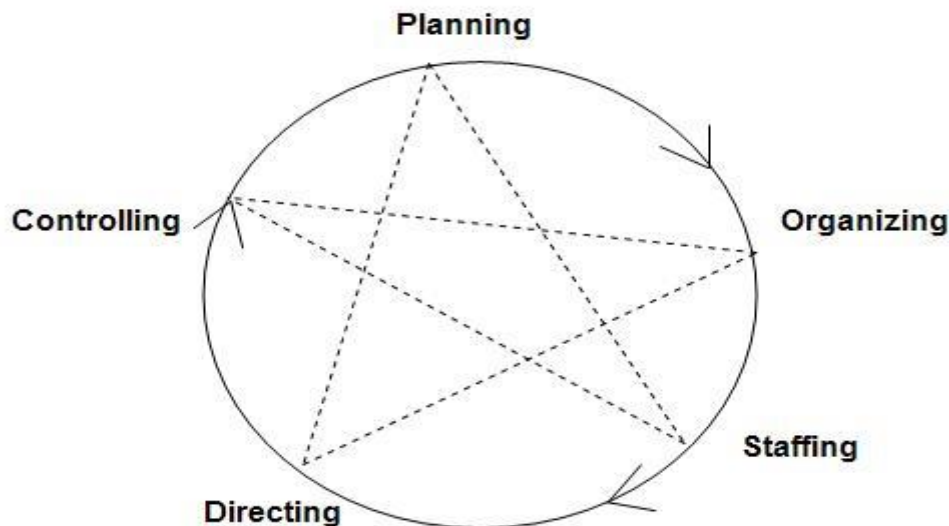 Planning
Controlling
Organizing
Staffing
Directing